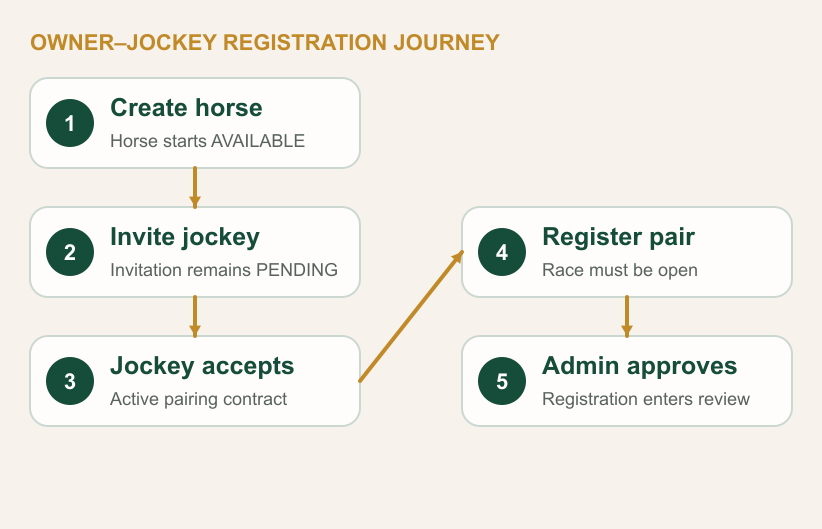 OWNER–JOCKEY REGISTRATION JOURNEY
1
Create horse
Horse starts AVAILABLE
2
Invite jockey
Invitation remains PENDING
3
Jockey accepts
Active pairing contract
4
Register pair
Race must be open
5
Admin approves
Registration enters review